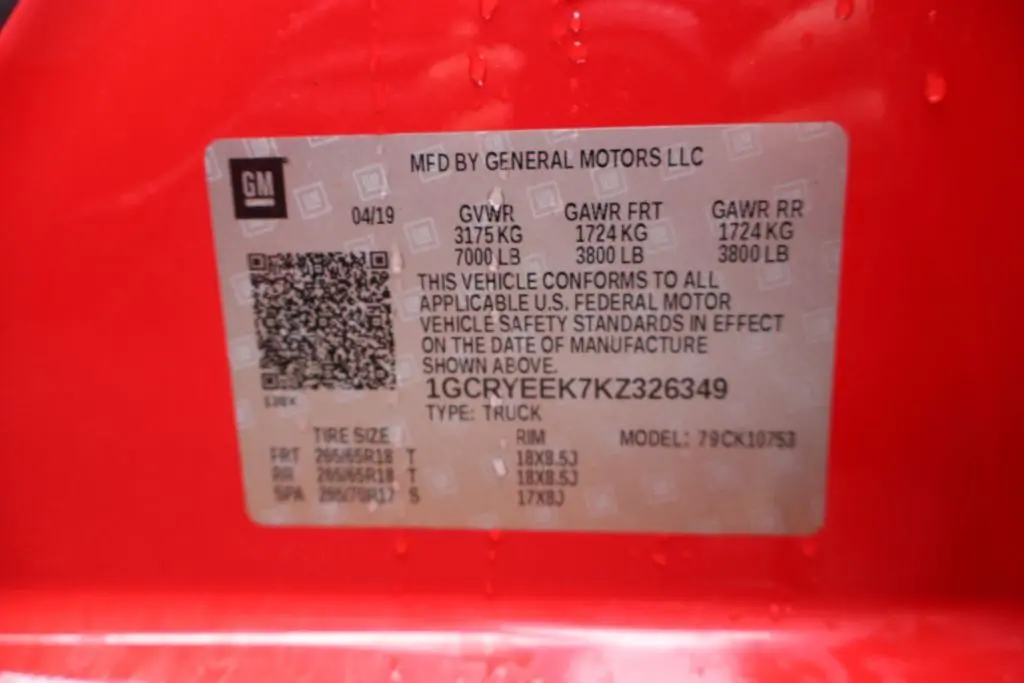 MFD BY GENERAL MOTORS LLC
GM
04/19 GVWR GAWR FRT GAWR RR
3175 KG 1724 KG 1724 KG
7000 LB 3800 LB 3800 LB
THIS VEHICLE CONFORMS TO ALL
APPLICABLE U.S. FEDERAL MOTOR
VEHICLE SAFETY STANDARDS IN EFFECT
ON THE DATE OF MANUFACTURE
SHOWN ABOVE.
1GCRYEEK7KZ326349
TYPE: TRUCK
TIRE SIZE RIM MODEL: 79 CK10753
FRT 265/65R18 T 18X8.5J
RR 265/65R18 T 18X8.5J
SPA S 17X8J